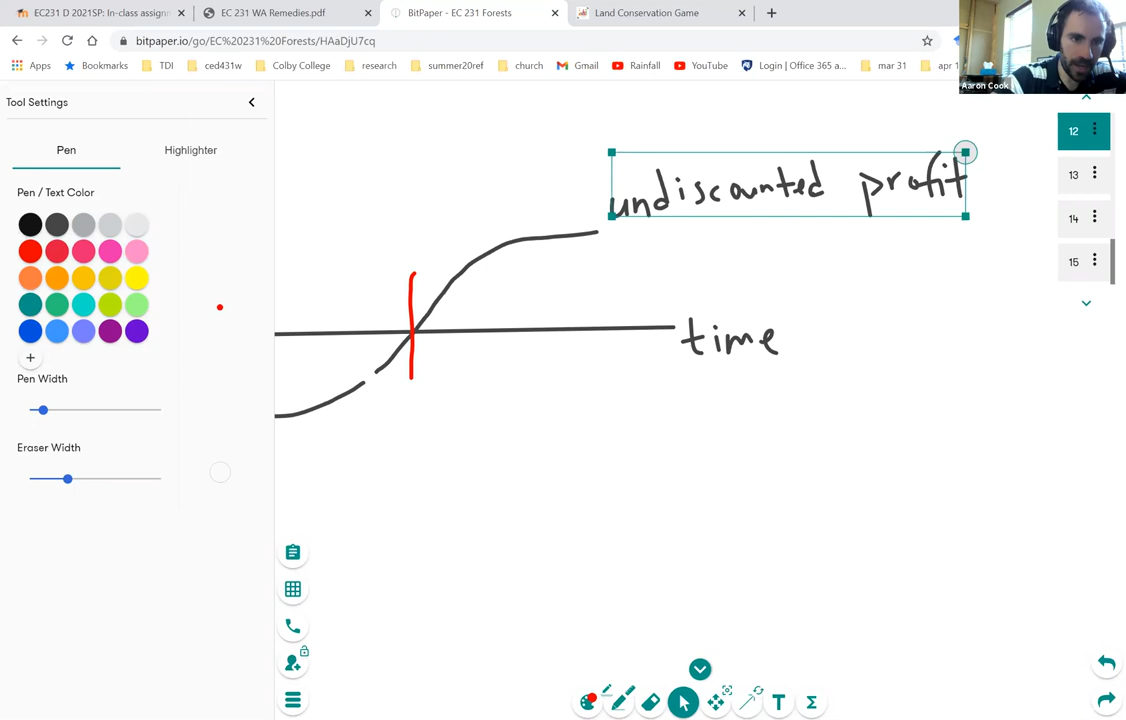 EC231 D 2021SP: In-class assignm
EC 231 WA Remedies.pdf
BitPaper - EC 231 Forests
Land Conservation Game
bitpaper.io/go/EC%20231%20Forests/HAaDjU7cq
Apps
Bookmarks
TDI
ced431w
Colby College
research
summer20ref
church
Gmail
Rainfall
YouTube
Login | Office 365 a...
mar 31
apr 1
Aaron Cook
Tool Settings
Pen
Highlighter
Pen / Text Color
Pen Width
Eraser Width
undiscounted profit
time
12
13
14
15
T
Σ